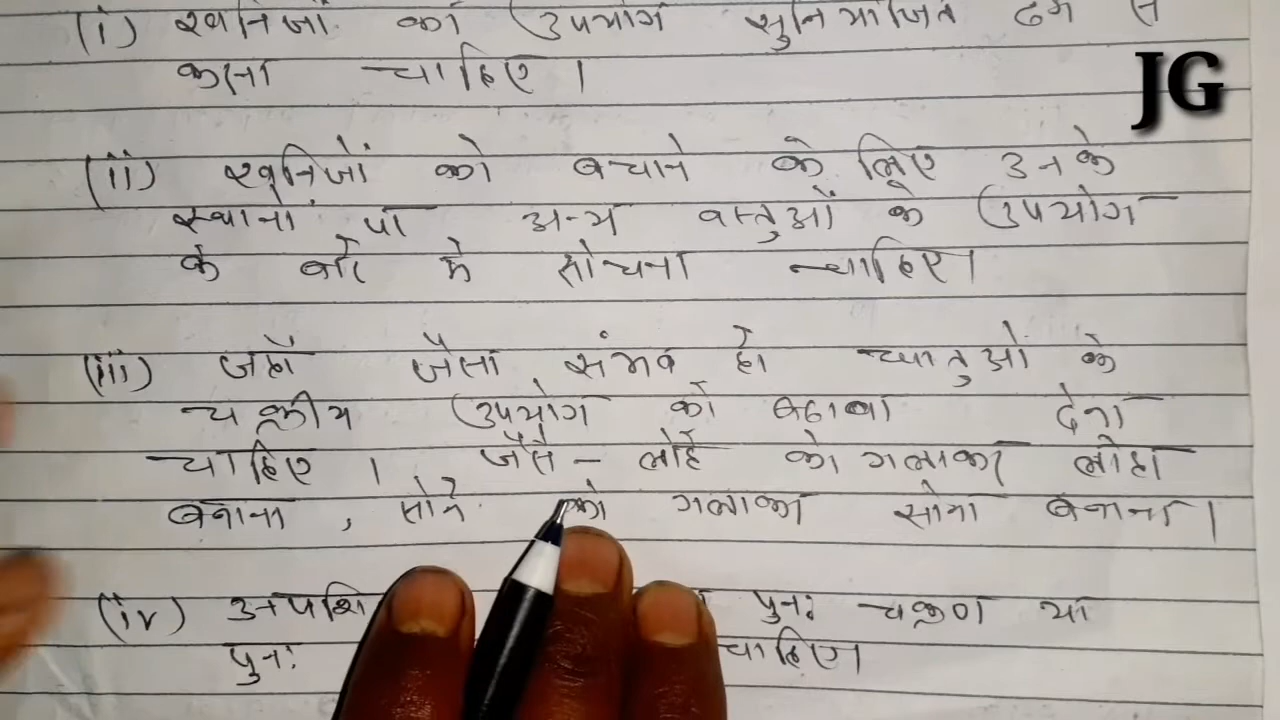 (i) खनिजों का उपयोग सुनियोजित ढंग से
करना चाहिए।
JG
(ii) खनिजों को बचाने के लिए उनके
स्थानों पर अन्य वस्तुओं के उपयोग
के बारे में सोचना चाहिए।
(iii) जहाँ जैसा संभव हो धातुओं के
चक्रीय उपयोग को बढ़ावा देना
चाहिए। जैसे – लोहे को गलाकर लोहा
बनाना, सोने को गलाकर सोना बनाना।
(iv) पुनः चक्रण या
पुनः चाहिए।